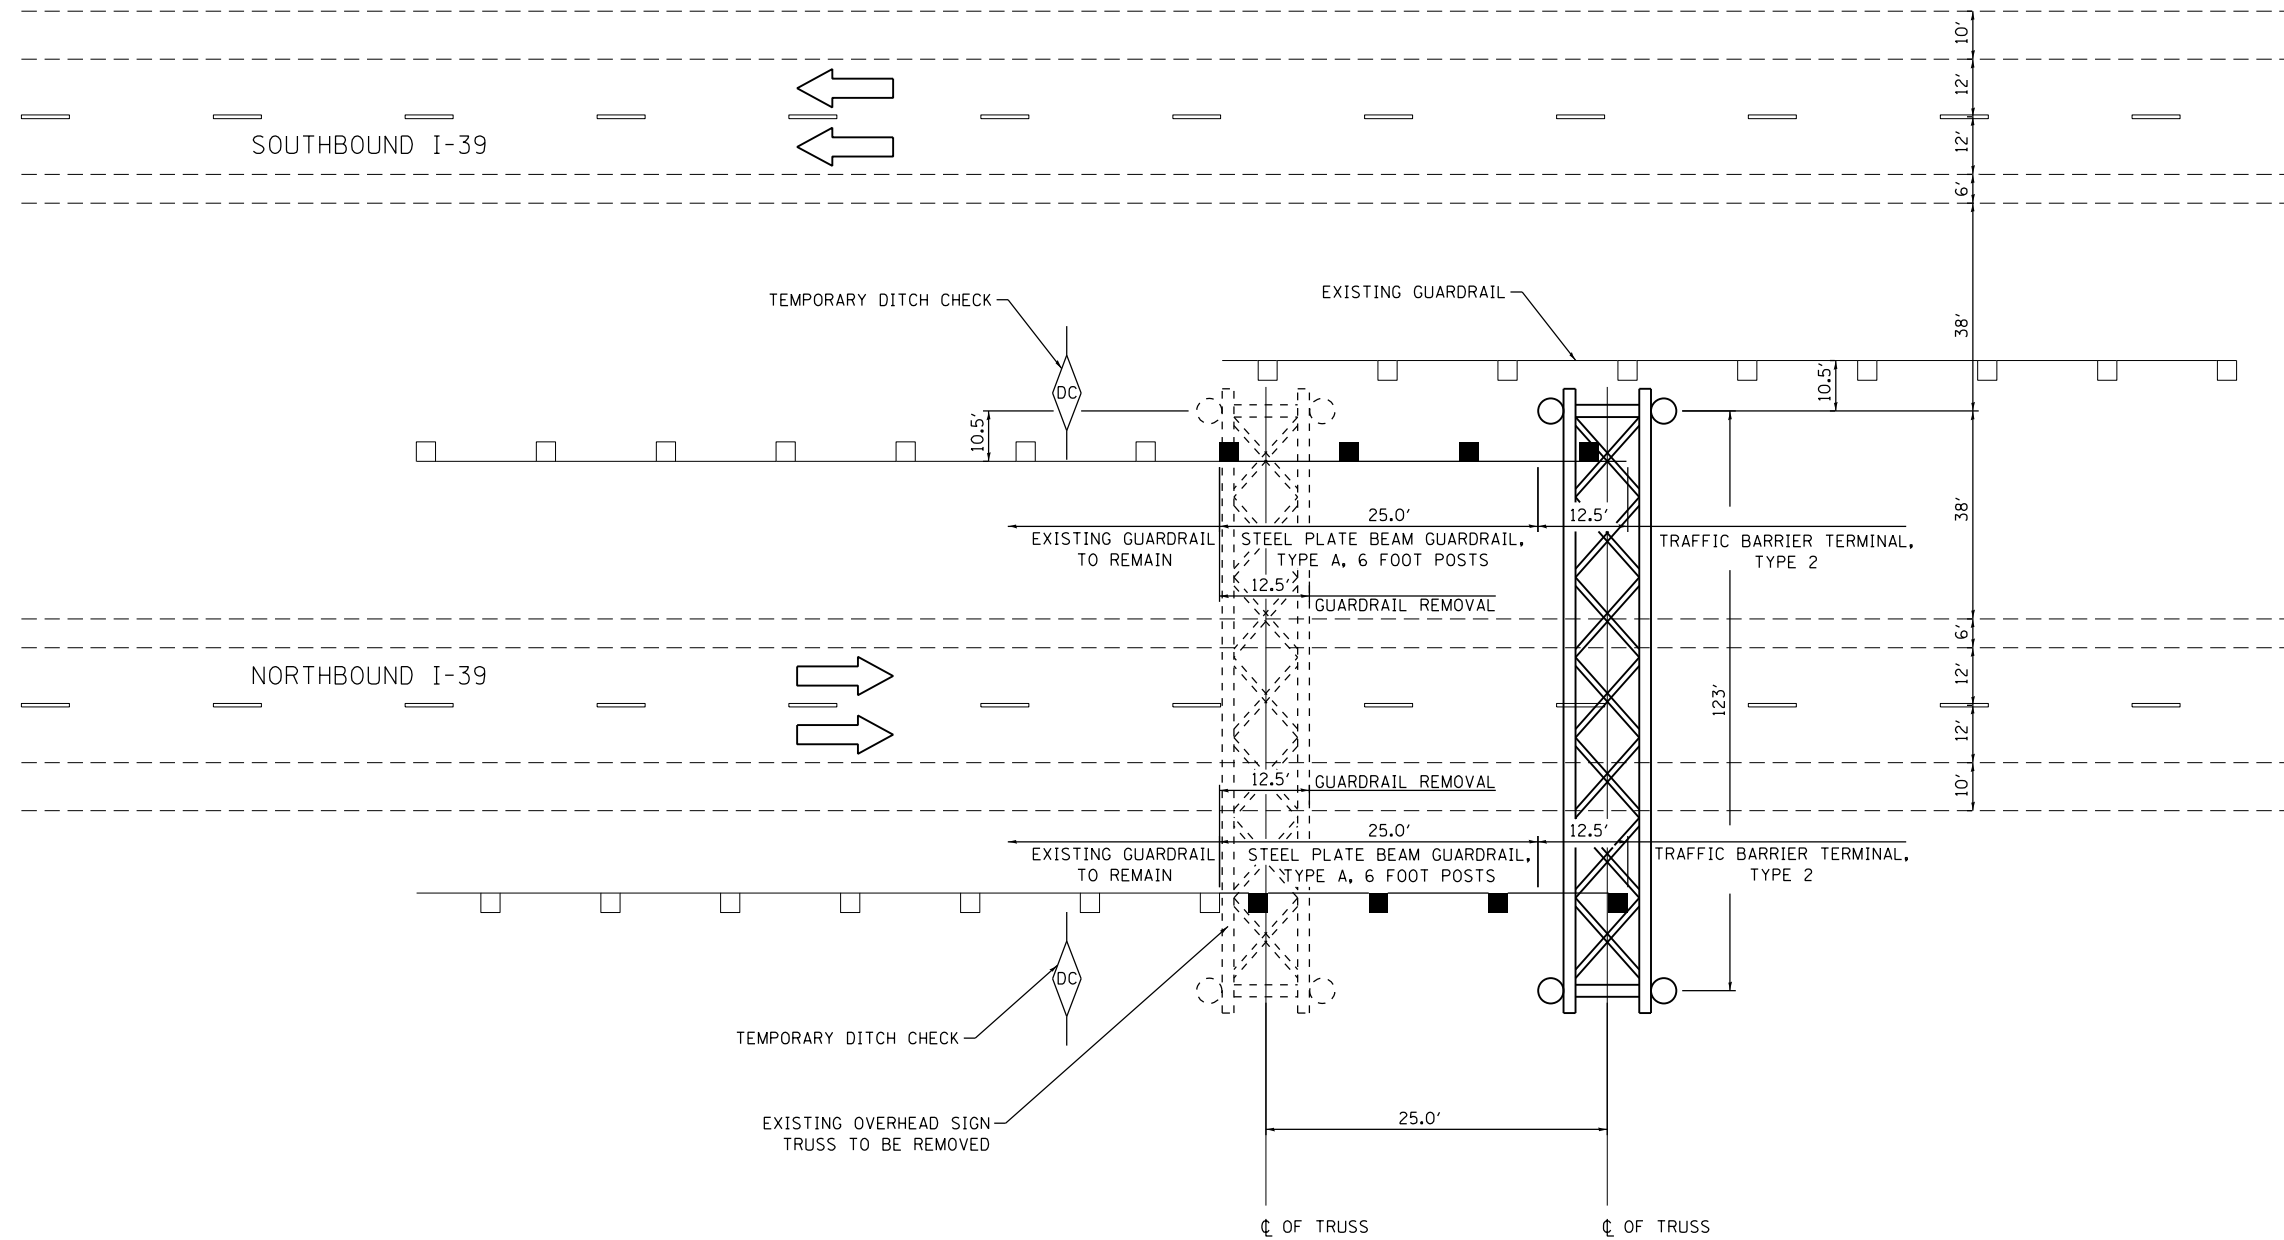 10'
12'
SOUTHBOUND I-39
12'
6'
TEMPORARY DITCH CHECK
EXISTING GUARDRAIL
38'
DC
10.5'
10.5'
38'
25.0'
12.5'
EXISTING GUARDRAIL
TO REMAIN
STEEL PLATE BEAM GUARDRAIL,
TYPE A, 6 FOOT POSTS
TRAFFIC BARRIER TERMINAL,
TYPE 2
12.5'
GUARDRAIL REMOVAL
6'
NORTHBOUND I-39
12'
123'
12'
12.5'
GUARDRAIL REMOVAL
10'
25.0'
12.5'
EXISTING GUARDRAIL
TO REMAIN
STEEL PLATE BEAM GUARDRAIL,
TYPE A, 6 FOOT POSTS
TRAFFIC BARRIER TERMINAL,
TYPE 2
DC
TEMPORARY DITCH CHECK
EXISTING OVERHEAD SIGN
TRUSS TO BE REMOVED
25.0'
℄ OF TRUSS
℄ OF TRUSS